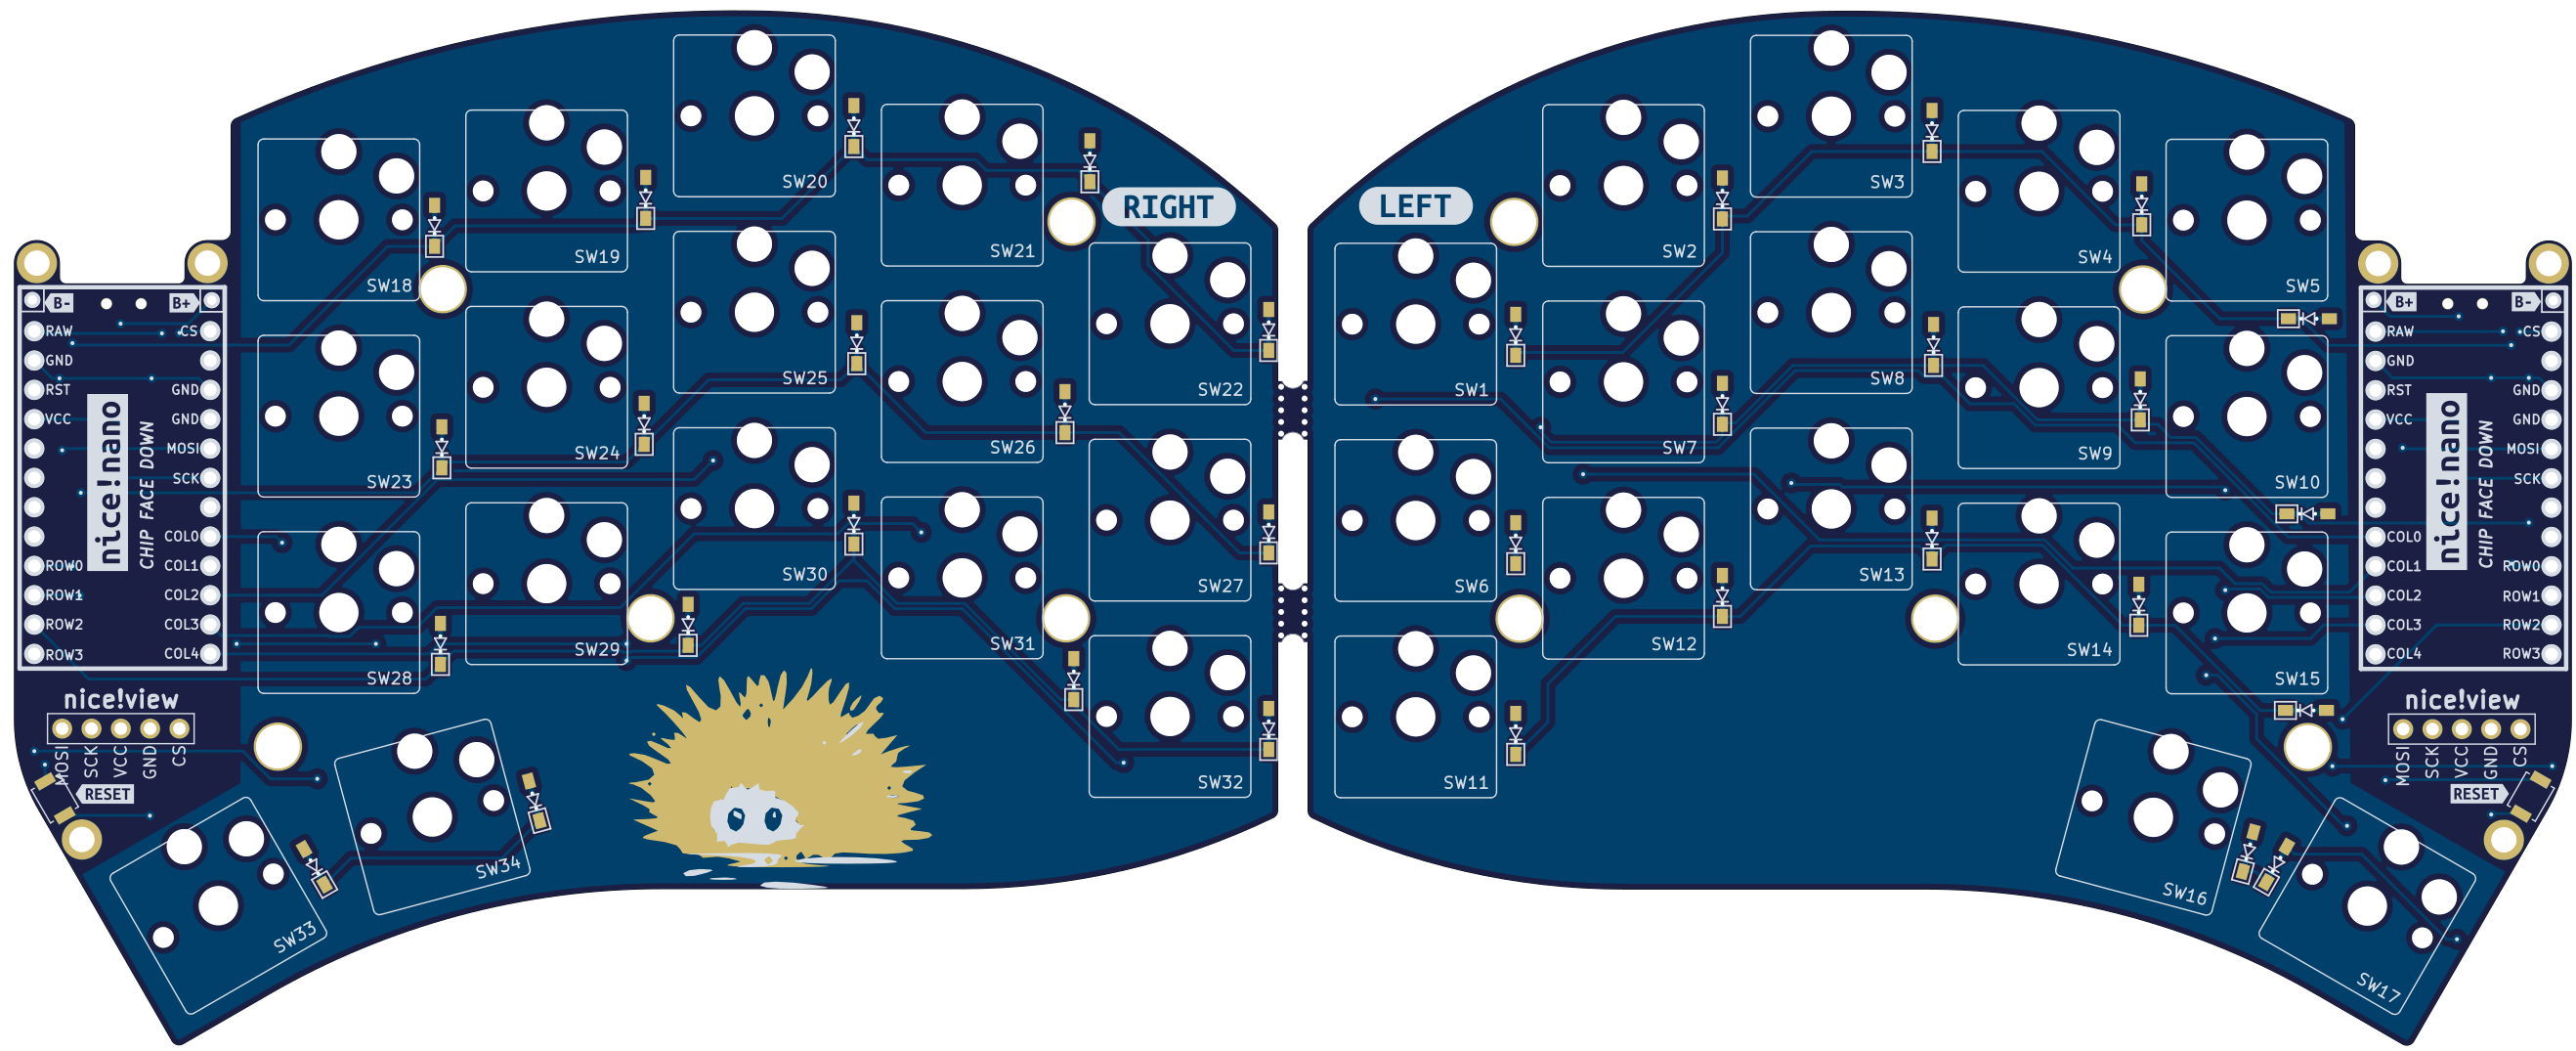 RIGHT
LEFT
SW20
SW3
SW19
SW21
SW18
SW2
SW4
SW5
SW25
SW22
SW1
SW8
SW24
SW26
SW23
SW7
SW9
SW10
SW30
SW27
SW6
SW13
SW29
SW31
SW28
SW12
SW14
SW15
SW32
SW11
SW34
SW33
SW16
SW17
B- B+
RAW CS
GND
RST GND
VCC GND
MOSI
SCK
COL0
ROW0 COL1
ROW1 COL2
ROW2 COL3
ROW3 COL4
nice!nano
CHIP FACE DOWN
nice!view
MOSI
SCK
VCC
GND
CS
RESET
B+ B-
RAW CS
GND
RST GND
VCC GND
MOSI
SCK
COL0
COL1 ROW0
COL2 ROW1
COL3 ROW2
COL4 ROW3
nice!nano
CHIP FACE DOWN
nice!view
MOSI
SCK
VCC
GND
CS
RESET